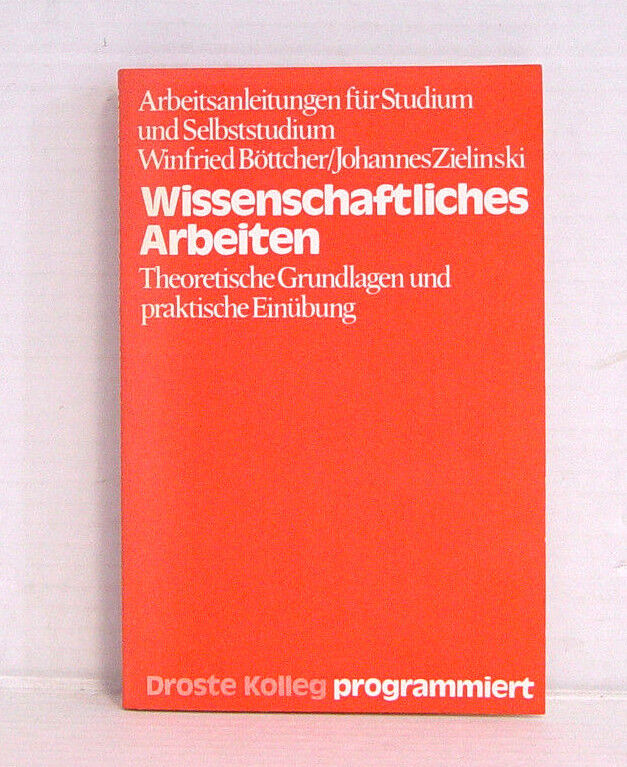 Arbeitsanleitungen für Studium
und Selbststudium
Winfried Böttcher/Johannes Zielinski
Wissenschaftliches
Arbeiten
Theoretische Grundlagen und
praktische Einübung
Droste Kolleg programmiert